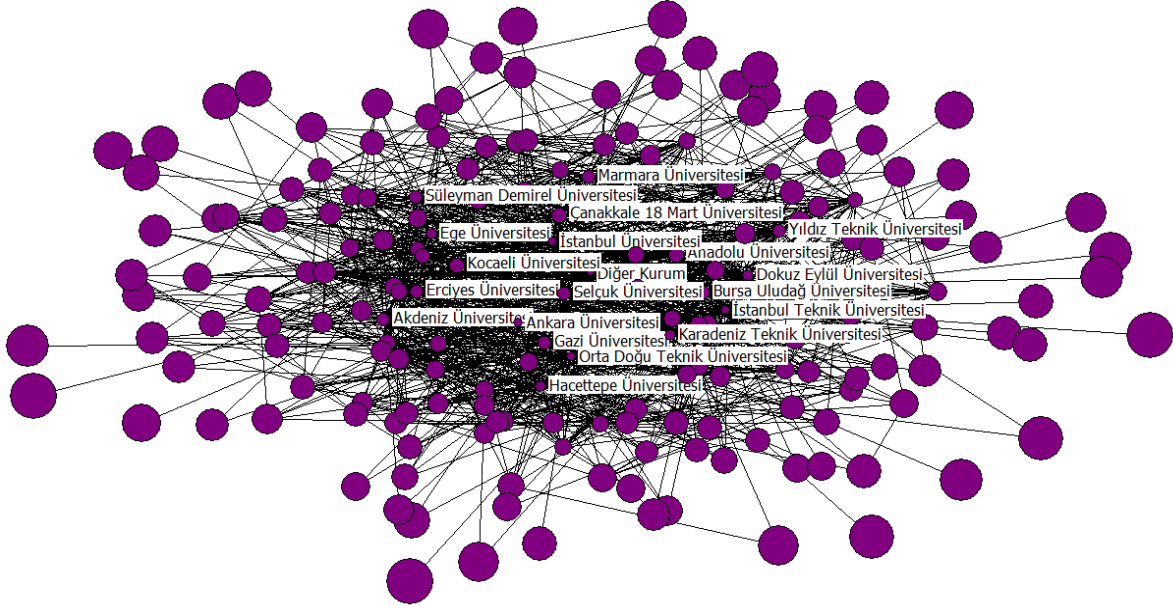 Marmara Üniversitesi
Süleyman Demirel Üniversitesi
Çanakkale 18 Mart Üniversitesi
Ege Üniversitesi
Yıldız Teknik Üniversitesi
İstanbul Üniversitesi
Anadolu Üniversitesi
Kocaeli Üniversitesi
Diğer_Kurum
Dokuz Eylül Üniversitesi
Erciyes Üniversitesi
Selçuk Üniversitesi
Bursa Uludağ Üniversitesi
İstanbul Teknik Üniversitesi
Akdeniz Üniversitesi
Ankara Üniversitesi
Karadeniz Teknik Üniversitesi
Gazi Üniversitesi
Orta Doğu Teknik Üniversitesi
Hacettepe Üniversitesi